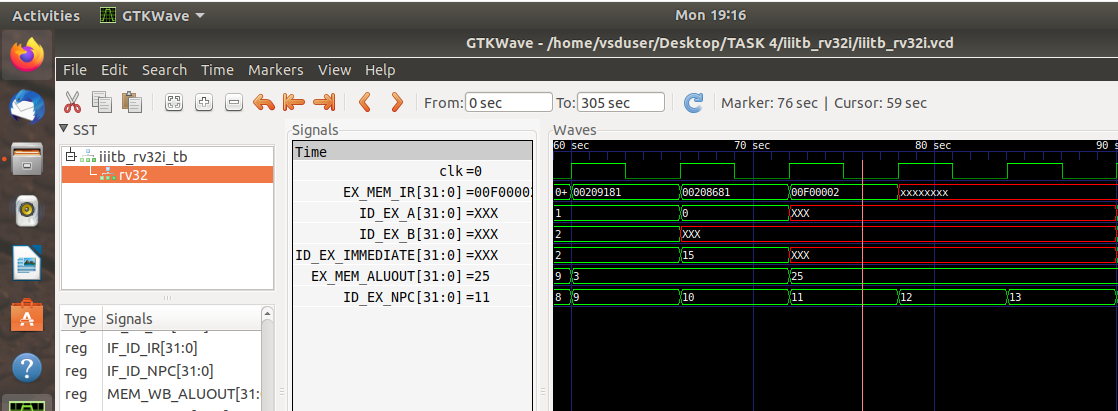 Activities GTKWave Mon 19:16
GTKWave - /home/vsduser/Desktop/TASK 4/iiitb_rv32i/iiitb_rv32i.vcd
File Edit Search Time Markers View Help
From: 0 sec To: 305 sec Marker: 76 sec | Cursor: 59 sec
SST
iiitb_rv32i_tb
rv32
Type Signals
reg IF_ID_IR[31:0]
reg IF_ID_NPC[31:0]
reg MEM_WB_ALUOUT[31:
Signals
Time
clk=0
EX_MEM_IR[31:0]=00F00002
ID_EX_A[31:0]=XXX
ID_EX_B[31:0]=XXX
ID_EX_IMMEDIATE[31:0]=XXX
EX_MEM_ALUOUT[31:0]=25
ID_EX_NPC[31:0]=11
Waves
60 sec 70 sec 80 sec 90 s
0+ 00209181 00208681 00F00002 xxxxxxxx
1 0 XXX
2 XXX
2 15 XXX
9 3 25
8 9 10 11 12 13